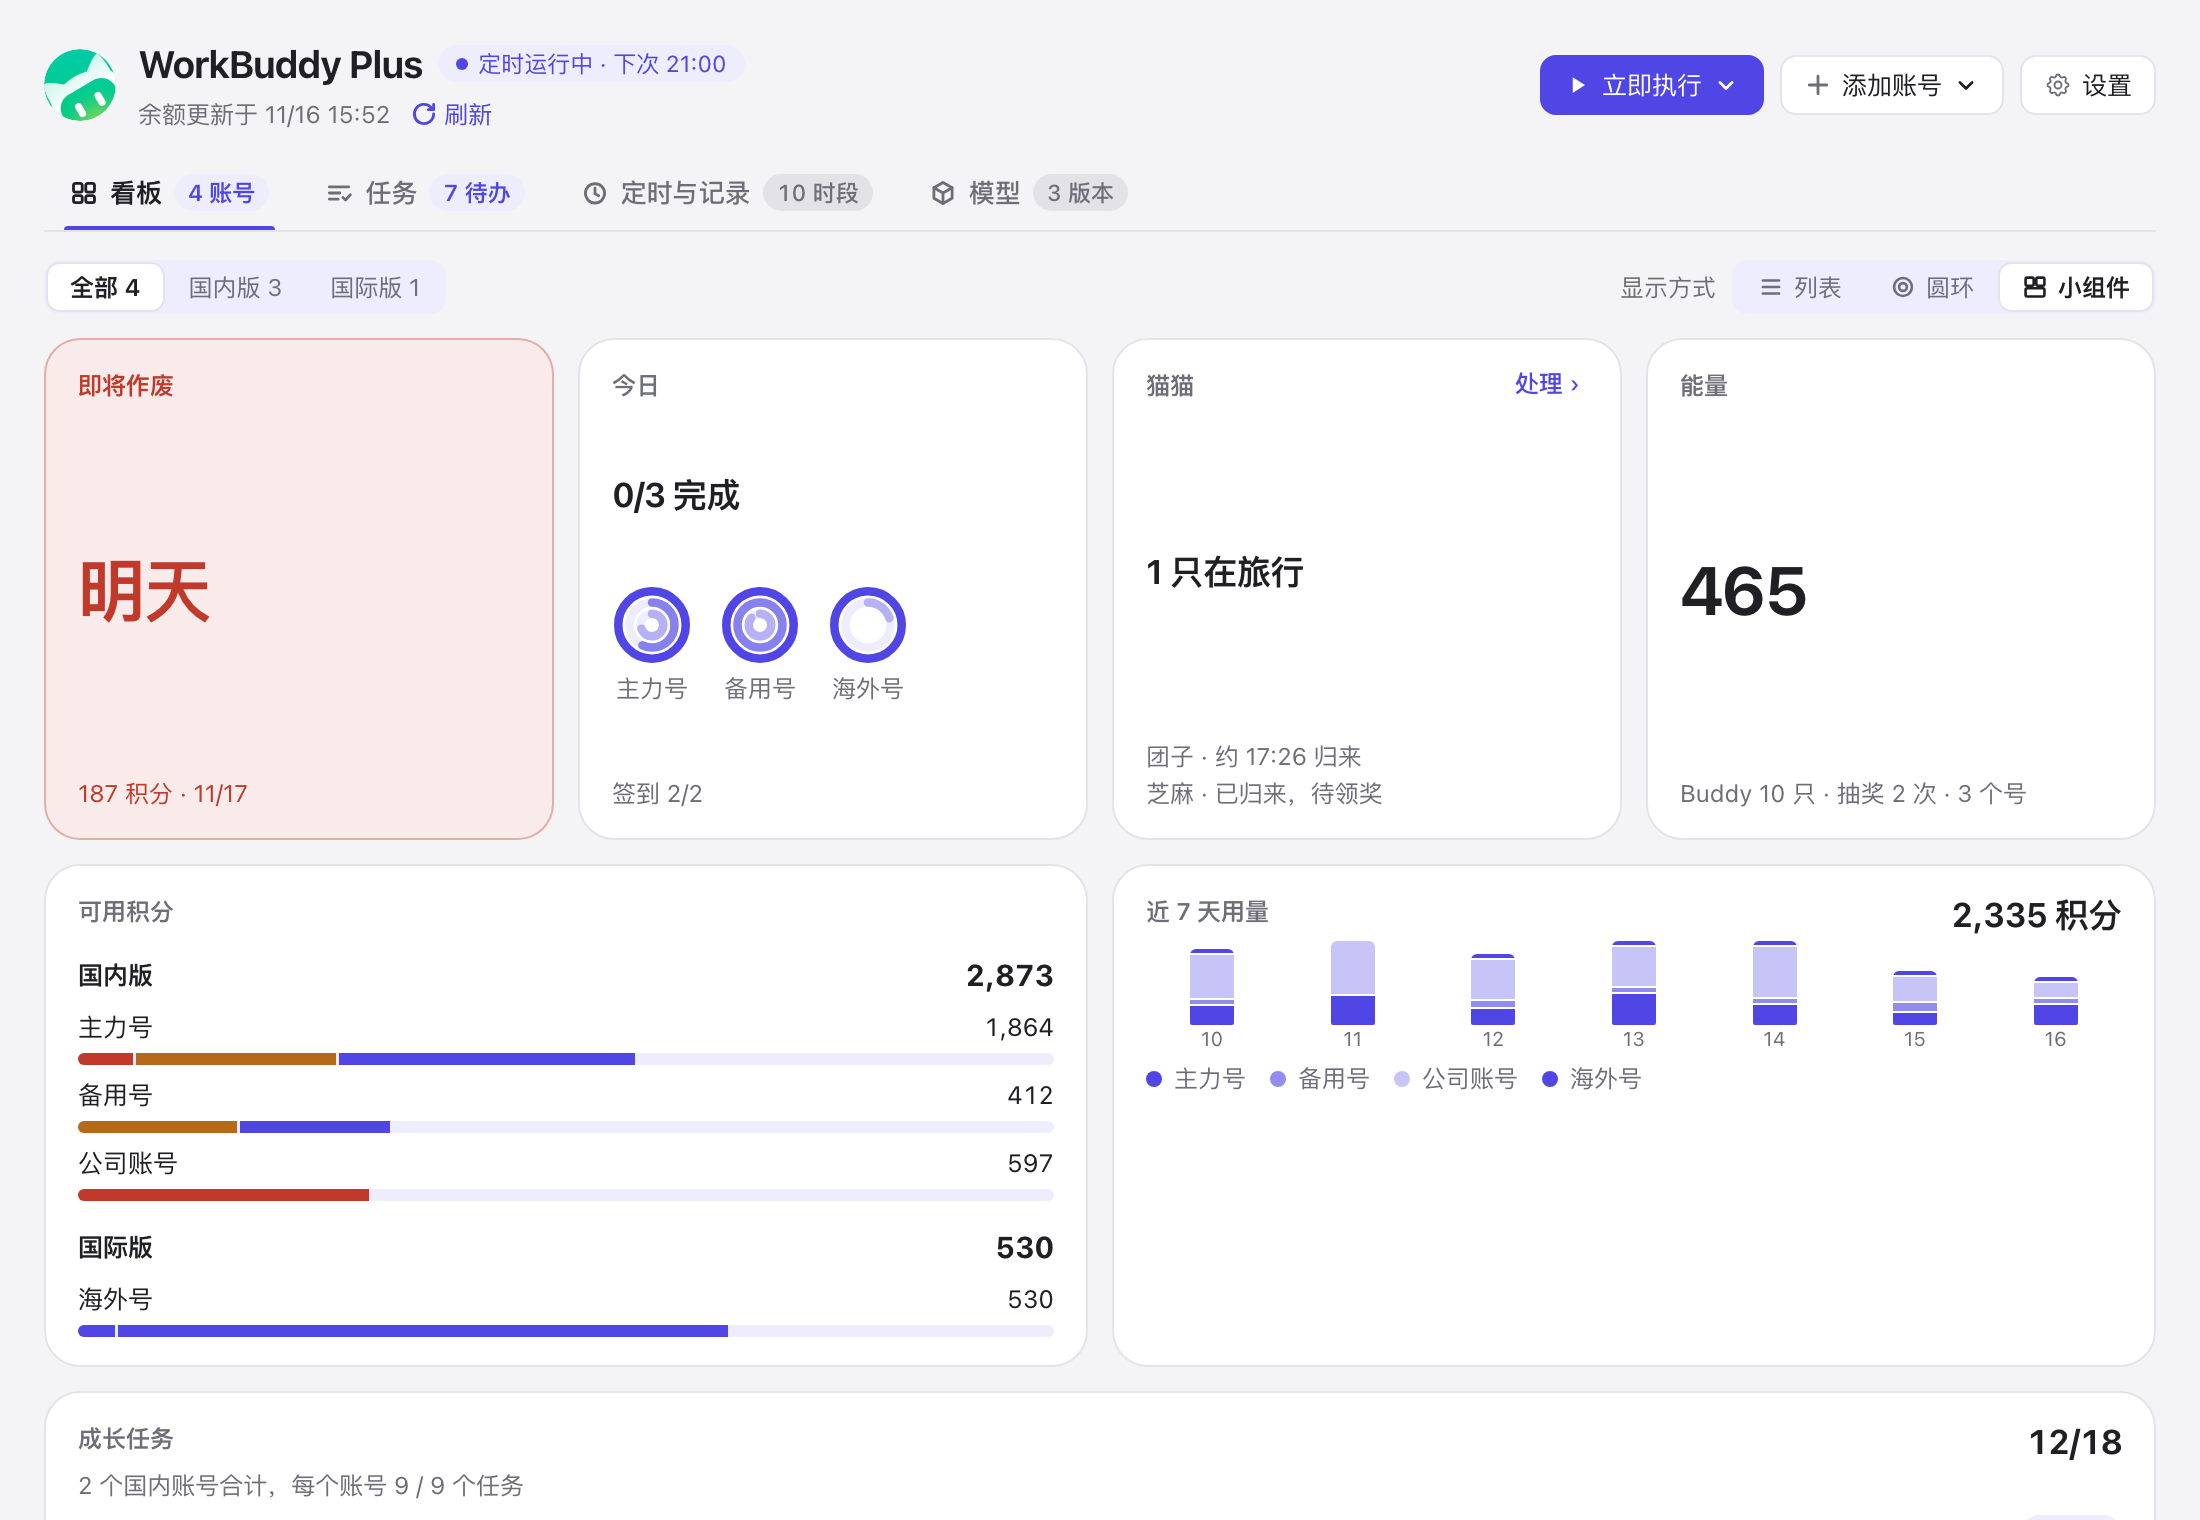 WorkBuddy Plus
定时运行中 · 下次 21:00
余额更新于 11/16 15:52
刷新
立即执行
添加账号
设置
看板 4 账号
任务 7 待办
定时与记录 10 时段
模型 3 版本
全部 4
国内版 3
国际版 1
显示方式
列表
圆环
小组件
即将作废
明天
187 积分 · 11/17
今日
0/3 完成
主力号
备用号
海外号
签到 2/2
猫猫
处理 ›
1 只在旅行
团子 · 约 17:26 归来
芝麻 · 已归来，待领奖
能量
465
Buddy 10 只 · 抽奖 2 次 · 3 个号
可用积分
国内版 2,873
主力号 1,864
备用号 412
公司账号 597
国际版 530
海外号 530
近 7 天用量
2,335 积分
10 11 12 13 14 15 16
主力号 备用号 公司账号 海外号
成长任务
12/18
2 个国内账号合计，每个账号 9 / 9 个任务